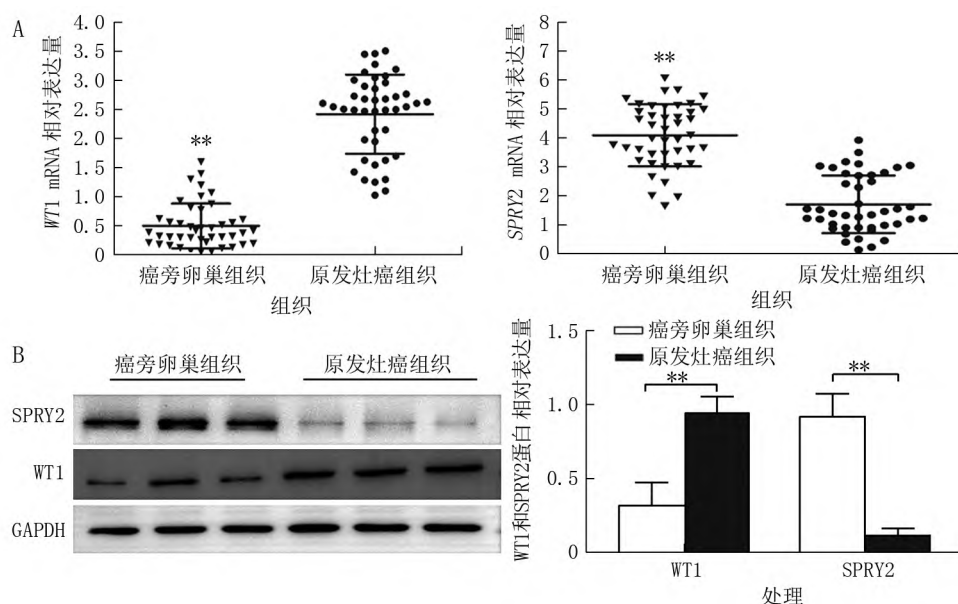 A
WT1 mRNA 相对表达量
4.0
3.5
3.0
2.5
2.0
1.5
1.0
0.5
0
**
癌旁卵巢组织
原发灶癌组织
组织
SPRY2 mRNA 相对表达量
8
7
6
5
4
3
2
1
0
**
癌旁卵巢组织
原发灶癌组织
组织
B
癌旁卵巢组织
原发灶癌组织
SPRY2
WT1
GAPDH
WT1和SPRY2蛋白 相对表达量
1.5
1.0
0.5
0
癌旁卵巢组织
原发灶癌组织
**
**
WT1
SPRY2
处理